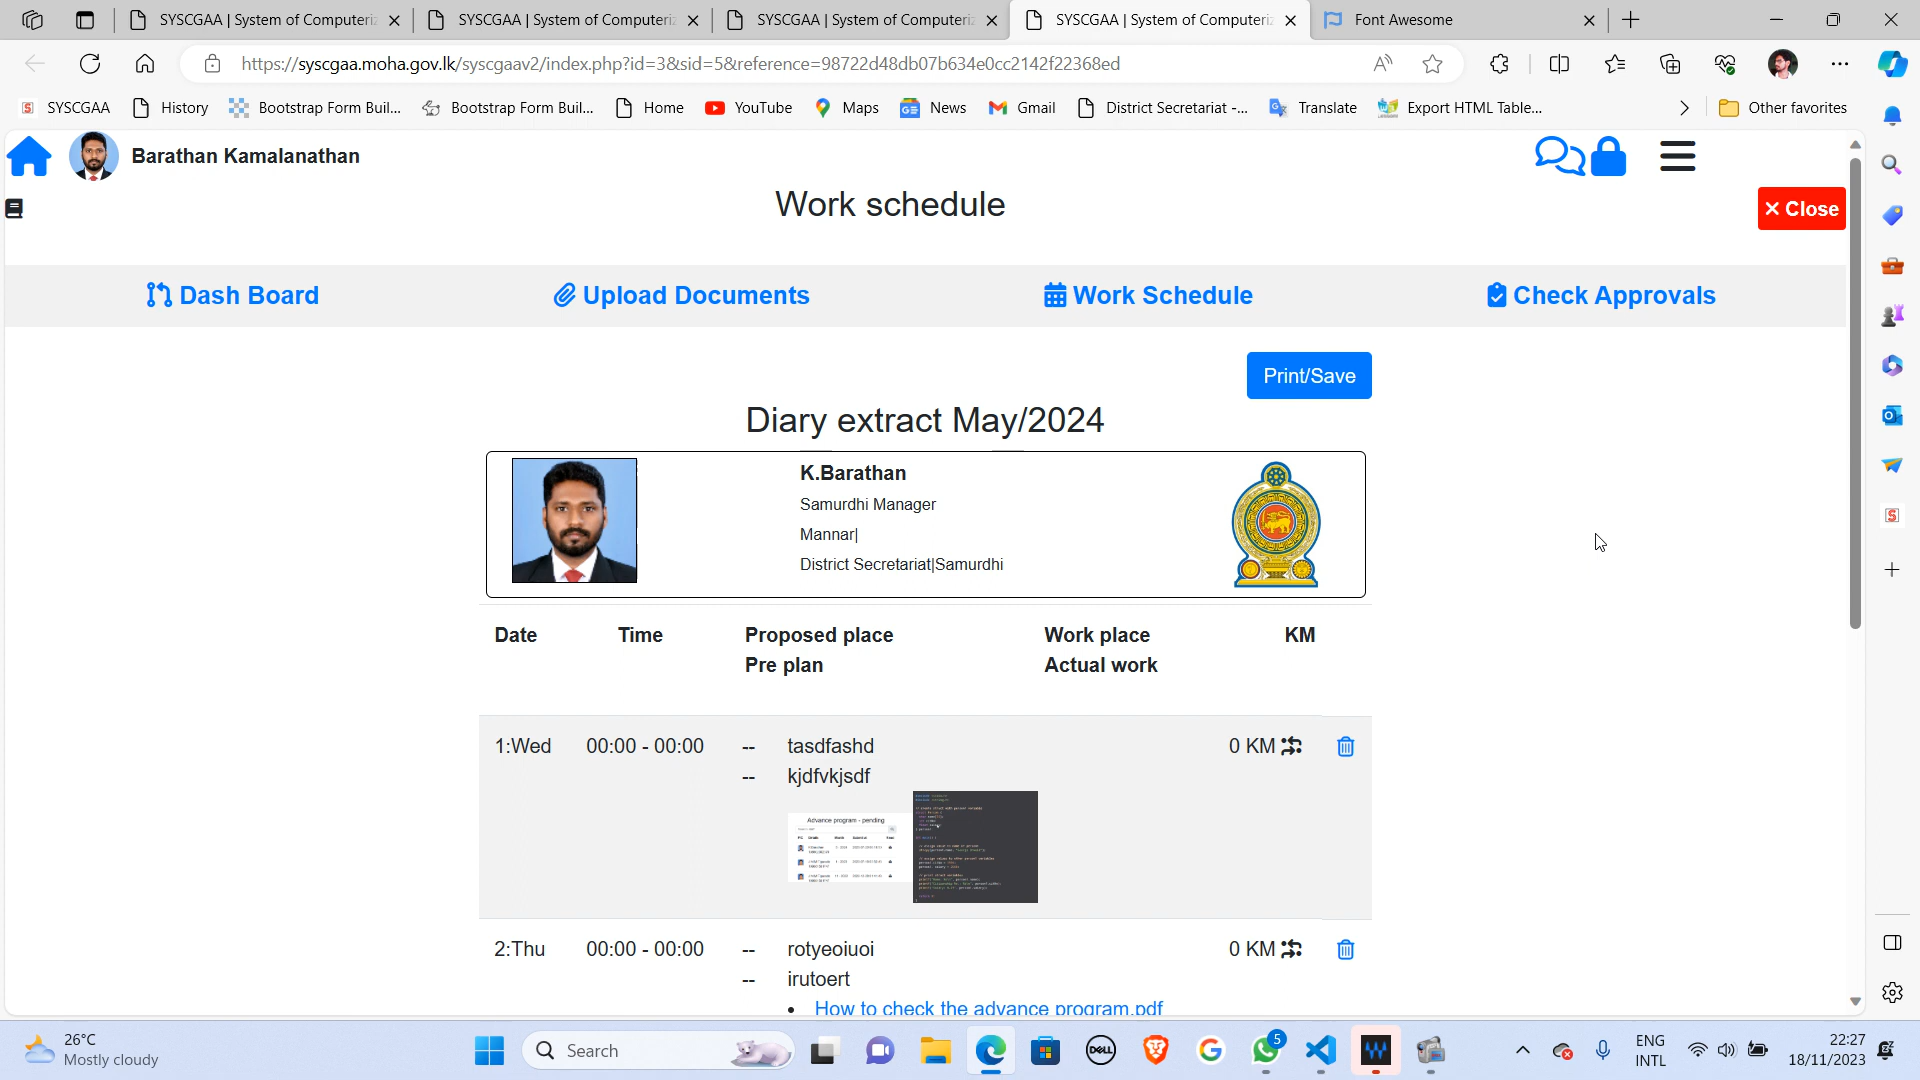 SYSCGAA | System of Computeriz
SYSCGAA | System of Computeriz
SYSCGAA | System of Computeriz
SYSCGAA | System of Computeriz
Font Awesome
https://syscgaa.moha.gov.lk/syscgaav2/index.php?id=3&sid=5&reference=98722d48db07b634e0cc2142f22368ed
SYSCGAA
History
Bootstrap Form Buil...
Bootstrap Form Buil...
Home
YouTube
Maps
News
Gmail
District Secretariat -...
Translate
Export HTML Table...
Other favorites
Barathan Kamalanathan
Work schedule
× Close
Dash Board
Upload Documents
Work Schedule
Check Approvals
Print/Save
Diary extract May/2024
K.Barathan
Samurdhi Manager
Mannar|
District Secretariat|Samurdhi
Date Time Proposed place Work place KM
Pre plan Actual work
1:Wed 00:00 - 00:00 -- tasdfashd 0 KM
-- kjdfvkjsdf
Advance program - pending
2:Thu 00:00 - 00:00 -- rotyeoiuoi 0 KM
-- irutoert
• How to check the advance program.pdf
26°C
Mostly cloudy
Search
DELL
5
ENG
INTL
22:27
18/11/2023